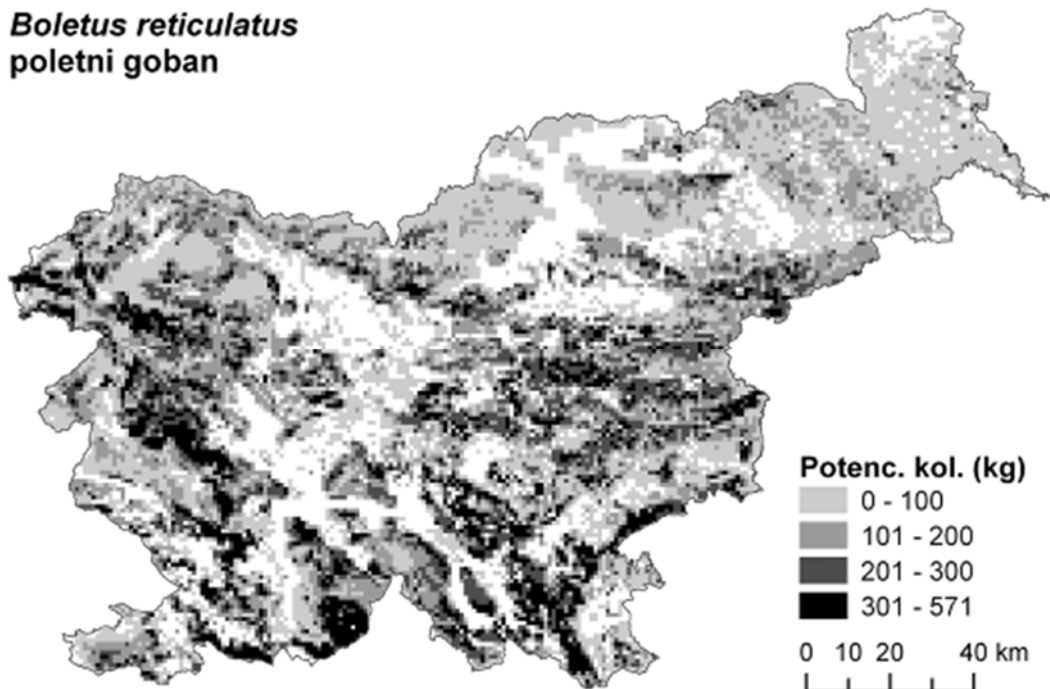 Boletus reticulatus
poletni goban
Potenc. kol. (kg)
0 - 100
101 - 200
201 - 300
301 - 571
0 10 20 40 km